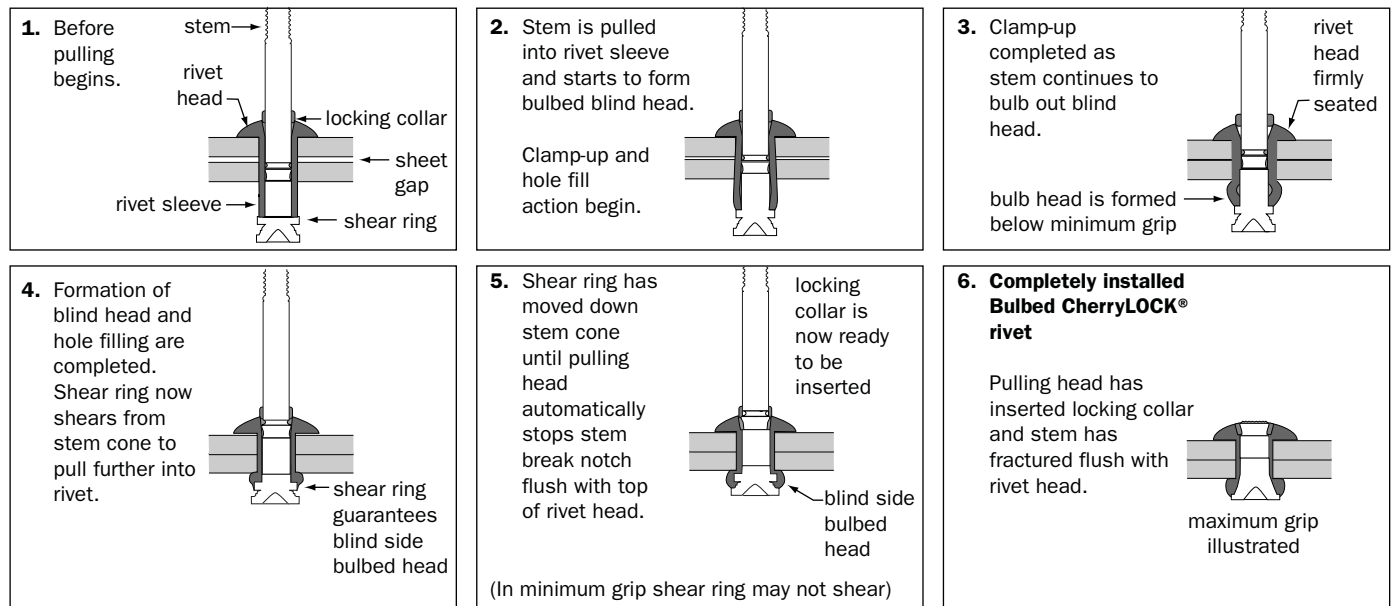 1. Before
pulling
begins.
stem
rivet
head
locking collar
sheet
gap
rivet sleeve
shear ring
2. Stem is pulled
into rivet sleeve
and starts to form
bulbed blind head.
Clamp-up and
hole fill
action begin.
3. Clamp-up
completed as
stem continues to
bulb out blind
head.
rivet
head
firmly
seated
bulb head is formed
below minimum grip
4. Formation of
blind head and
hole filling are
completed.
Shear ring now
shears from
stem cone to
pull further into
rivet.
shear ring
guarantees
blind side
bulbed head
5. Shear ring has
moved down
stem cone
until pulling
head
automatically
stops stem
break notch
flush with top
of rivet head.
locking
collar is
now ready
to be
inserted
blind side
bulbed
head
(In minimum grip shear ring may not shear)
6. Completely installed
Bulbed CherryLOCK®
rivet
Pulling head has
inserted locking collar
and stem has
fractured flush with
rivet head.
maximum grip
illustrated